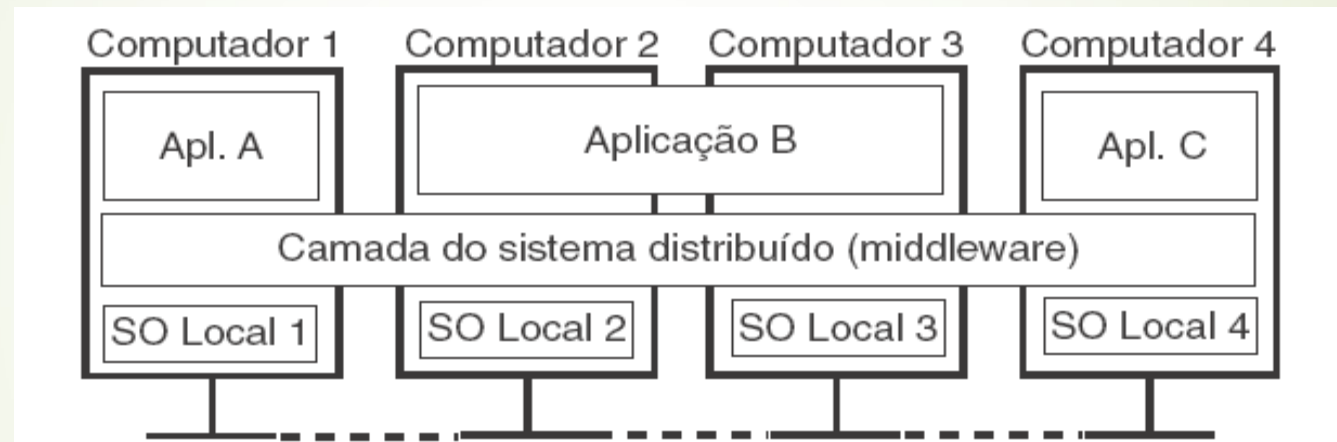 Computador 1 Computador 2 Computador 3 Computador 4
Apl. A Aplicação B Apl. C
Camada do sistema distribuído (middleware)
SO Local 1 SO Local 2 SO Local 3 SO Local 4